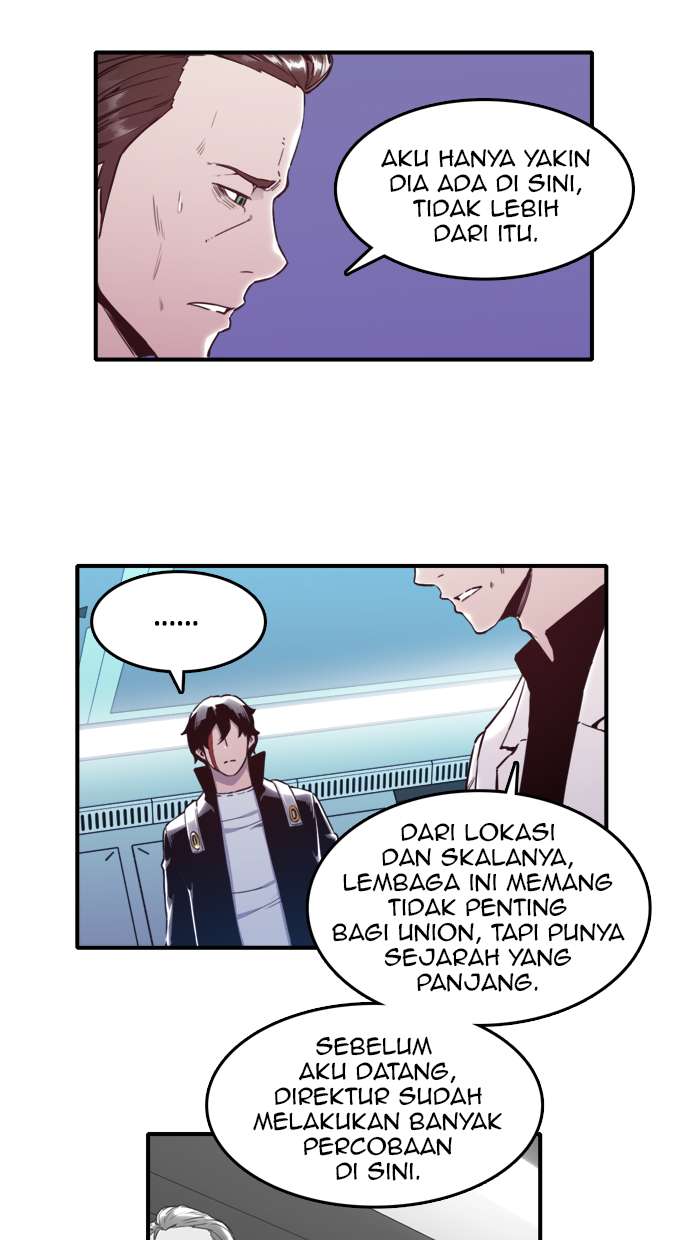 AKU HANYA YAKIN
DIA ADA DI SINI,
TIDAK LEBIH
DARI ITU.
......
DARI LOKASI
DAN SKALANYA,
LEMBAGA INI MEMANG
TIDAK PENTING
BAGI UNION, TAPI PUNYA
SEJARAH YANG
PANJANG.
SEBELUM
AKU DATANG,
DIREKTUR SUDAH
MELAKUKAN BANYAK
PERCOBAAN
DI SINI.